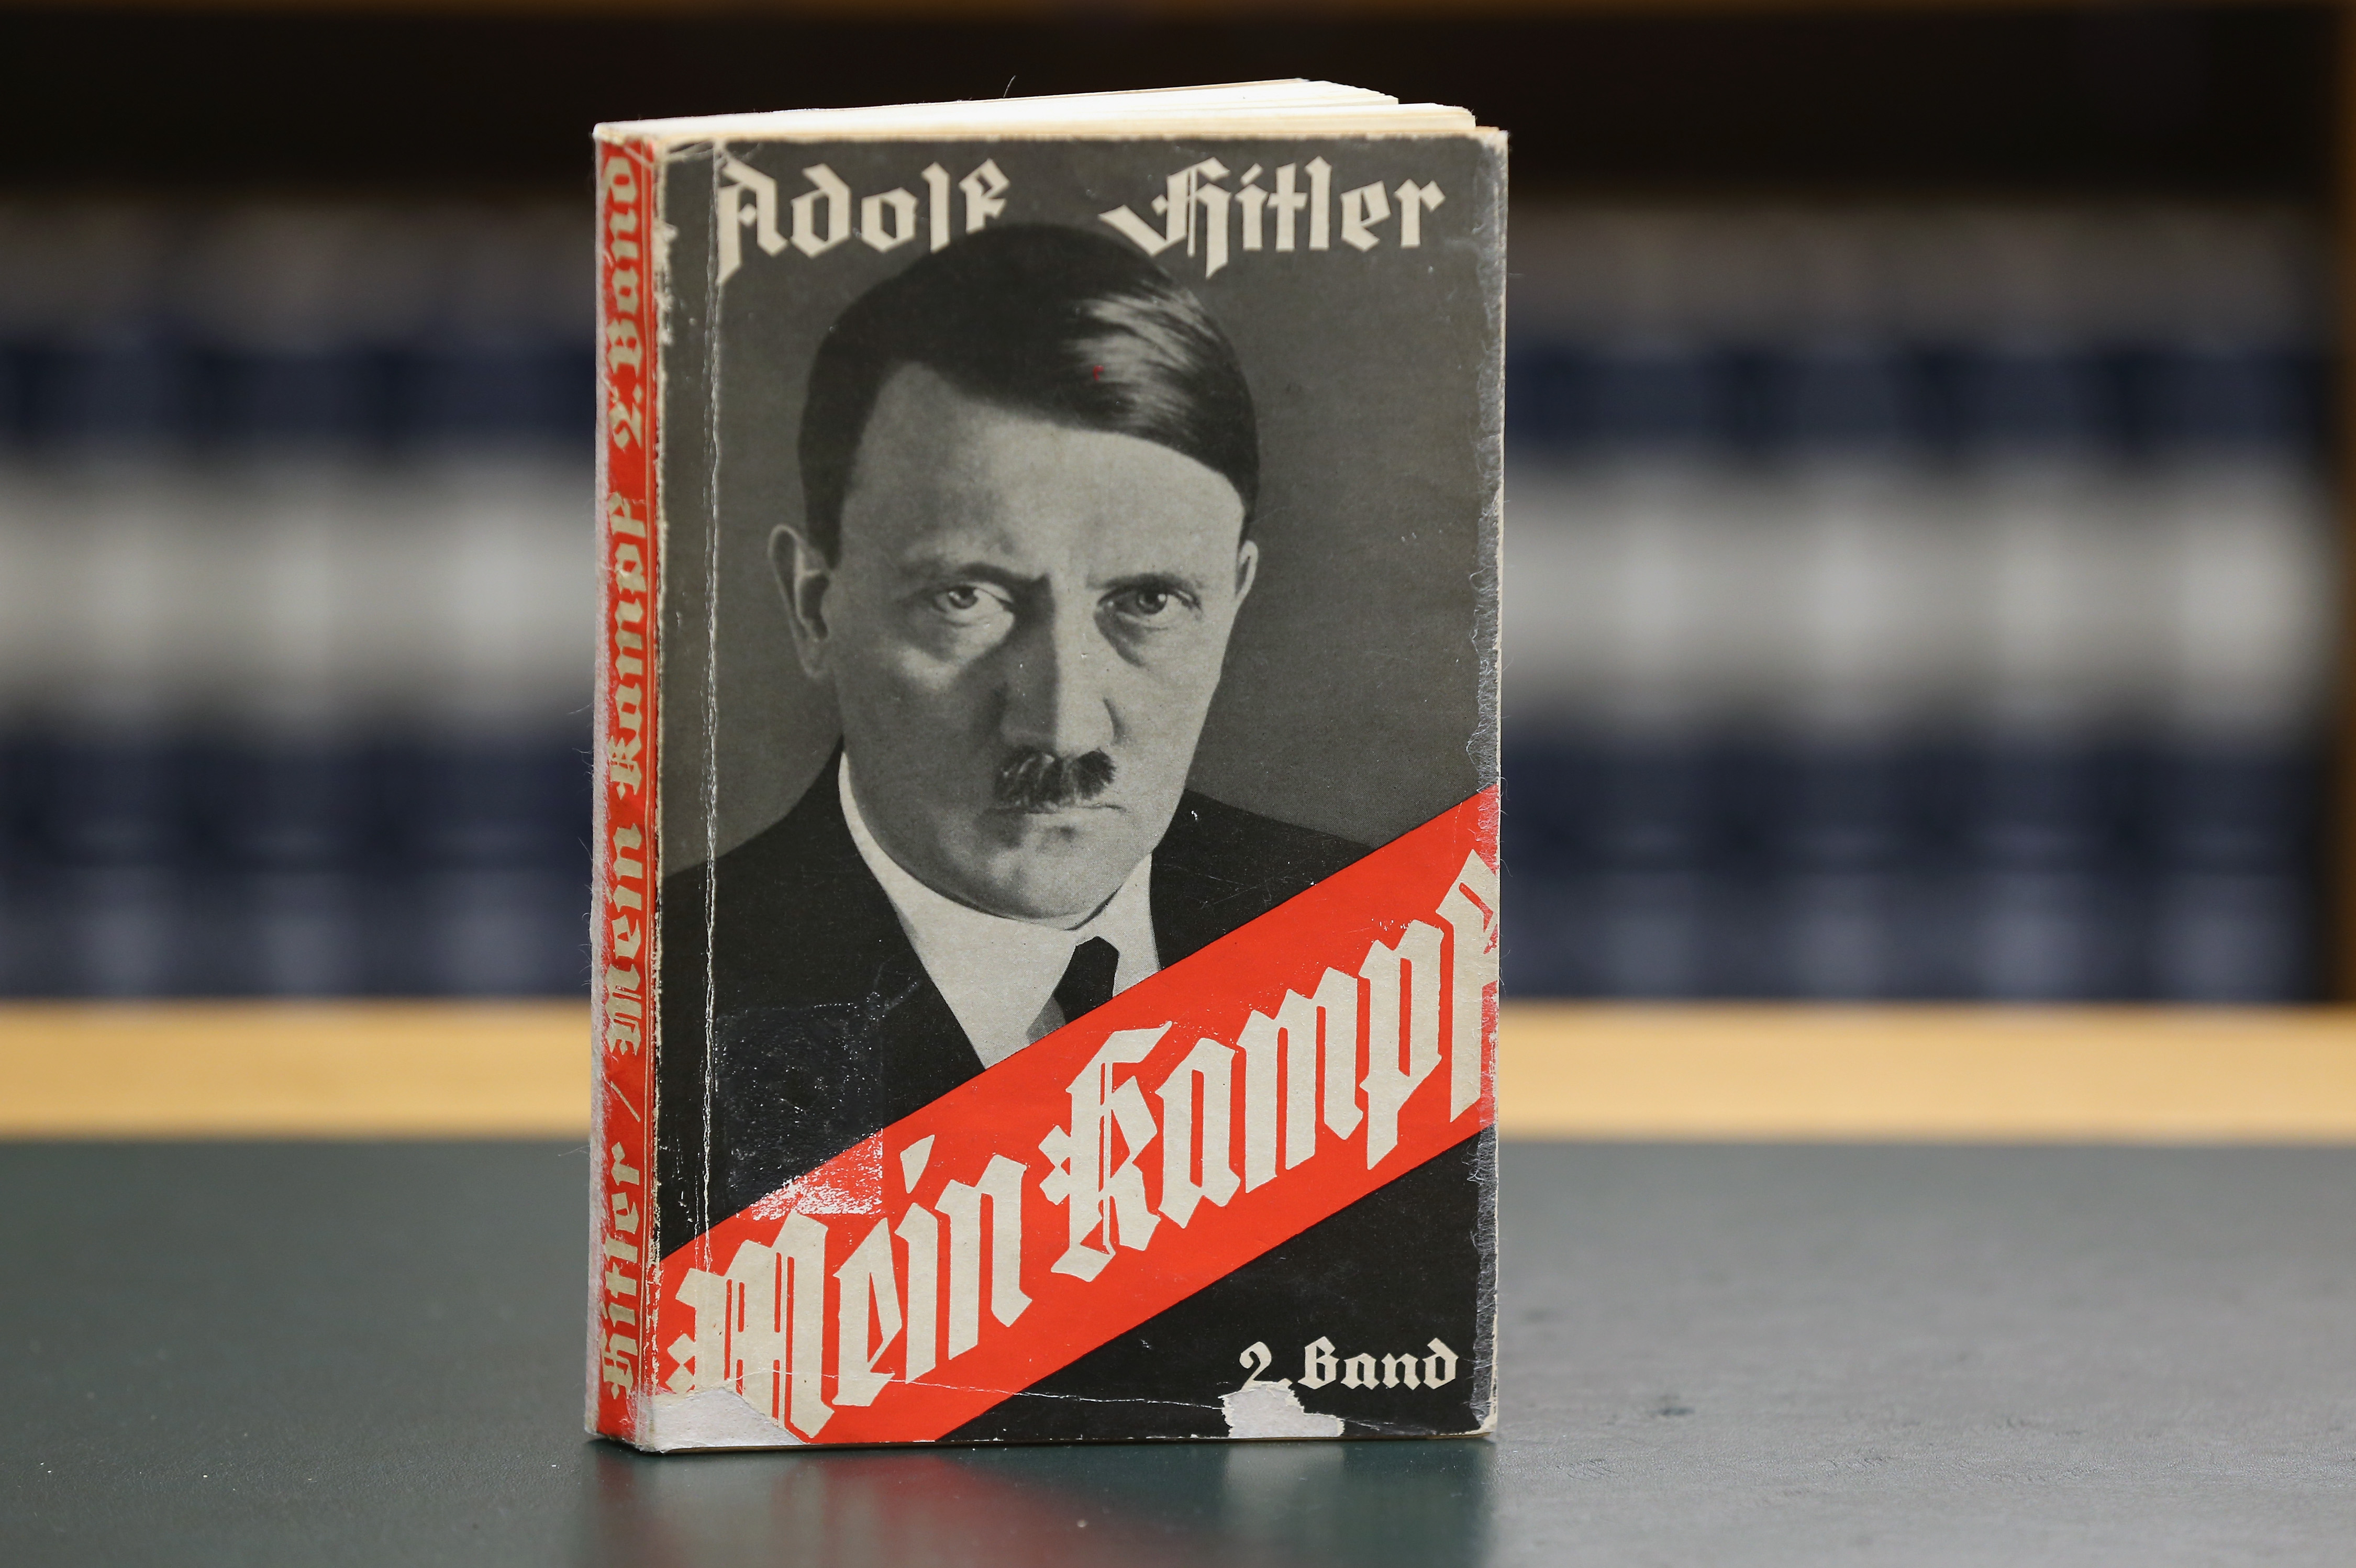 Adolf Hitler
Mein Kampf
2. Band
Hitler / Mein Kampf 2. Band